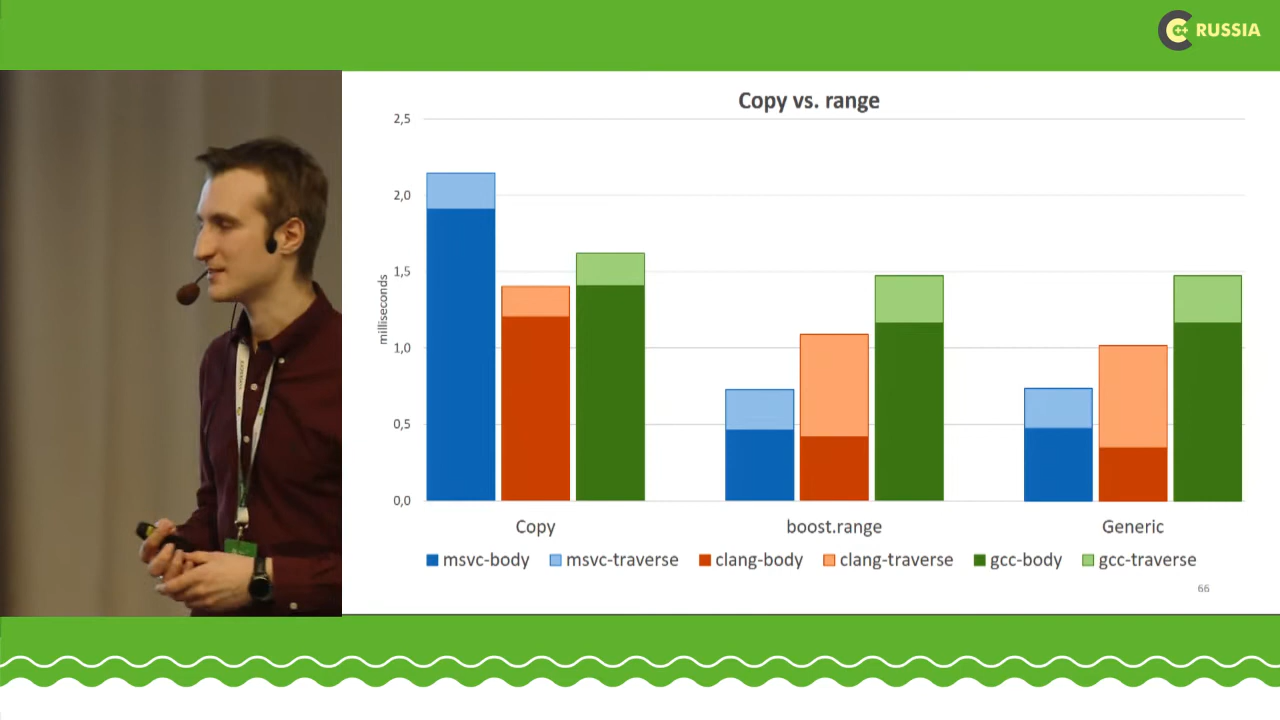 C++ RUSSIA
Copy vs. range
2,5
2,0
1,5
1,0
0,5
0,0
milliseconds
Copy boost.range Generic
msvc-body msvc-traverse clang-body clang-traverse gcc-body gcc-traverse
66